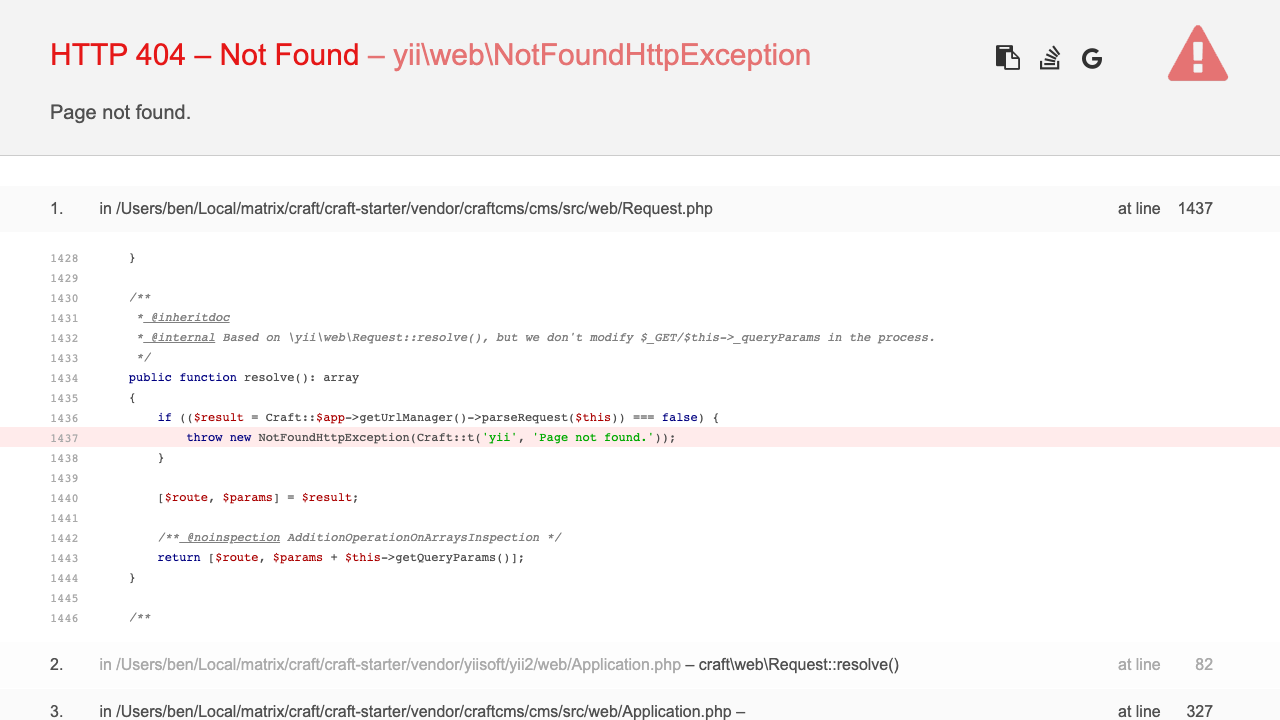 HTTP 404 – Not Found – yii\web\NotFoundHttpException
Page not found.
1. in /Users/ben/Local/matrix/craft/craft-starter/vendor/craftcms/cms/src/web/Request.php at line 1437
1428 }
1429
1430 /**
1431 * @inheritdoc
1432 * @internal Based on \yii\web\Request::resolve(), but we don't modify $_GET/$this->_queryParams in the process.
1433 */
1434 public function resolve(): array
1435 {
1436 if (($result = Craft::$app->getUrlManager()->parseRequest($this)) === false) {
1437 throw new NotFoundHttpException(Craft::t('yii', 'Page not found.'));
1438 }
1439
1440 [$route, $params] = $result;
1441
1442 /** @noinspection AdditionOperationOnArraysInspection */
1443 return [$route, $params + $this->getQueryParams()];
1444 }
1445
1446 /**
2. in /Users/ben/Local/matrix/craft/craft-starter/vendor/yiisoft/yii2/web/Application.php – craft\web\Request::resolve() at line 82
3. in /Users/ben/Local/matrix/craft/craft-starter/vendor/craftcms/cms/src/web/Application.php – at line 327